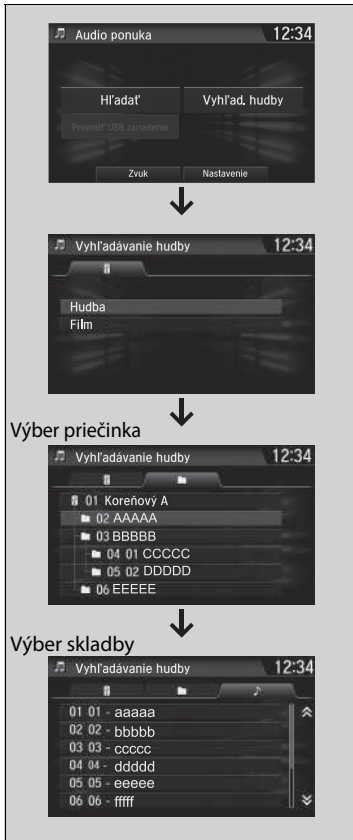 Audio ponuka 12:34
Hľadať Vyhľad. hudby
Prepnúť USB zariadenie
Zvuk Nastavenie
Vyhľadávanie hudby 12:34
Hudba
Film
Výber priečinka
Vyhľadávanie hudby 12:34
01 Koreňový A
02 AAAAA
03 BBBBB
04 01 CCCCC
05 02 DDDDD
06 EEEEE
Výber skladby
Vyhľadávanie hudby 12:34
01 01 - aaaaa
02 02 - bbbbb
03 03 - ccccc
04 04 - ddddd
05 05 - eeeee
06 06 - fffff